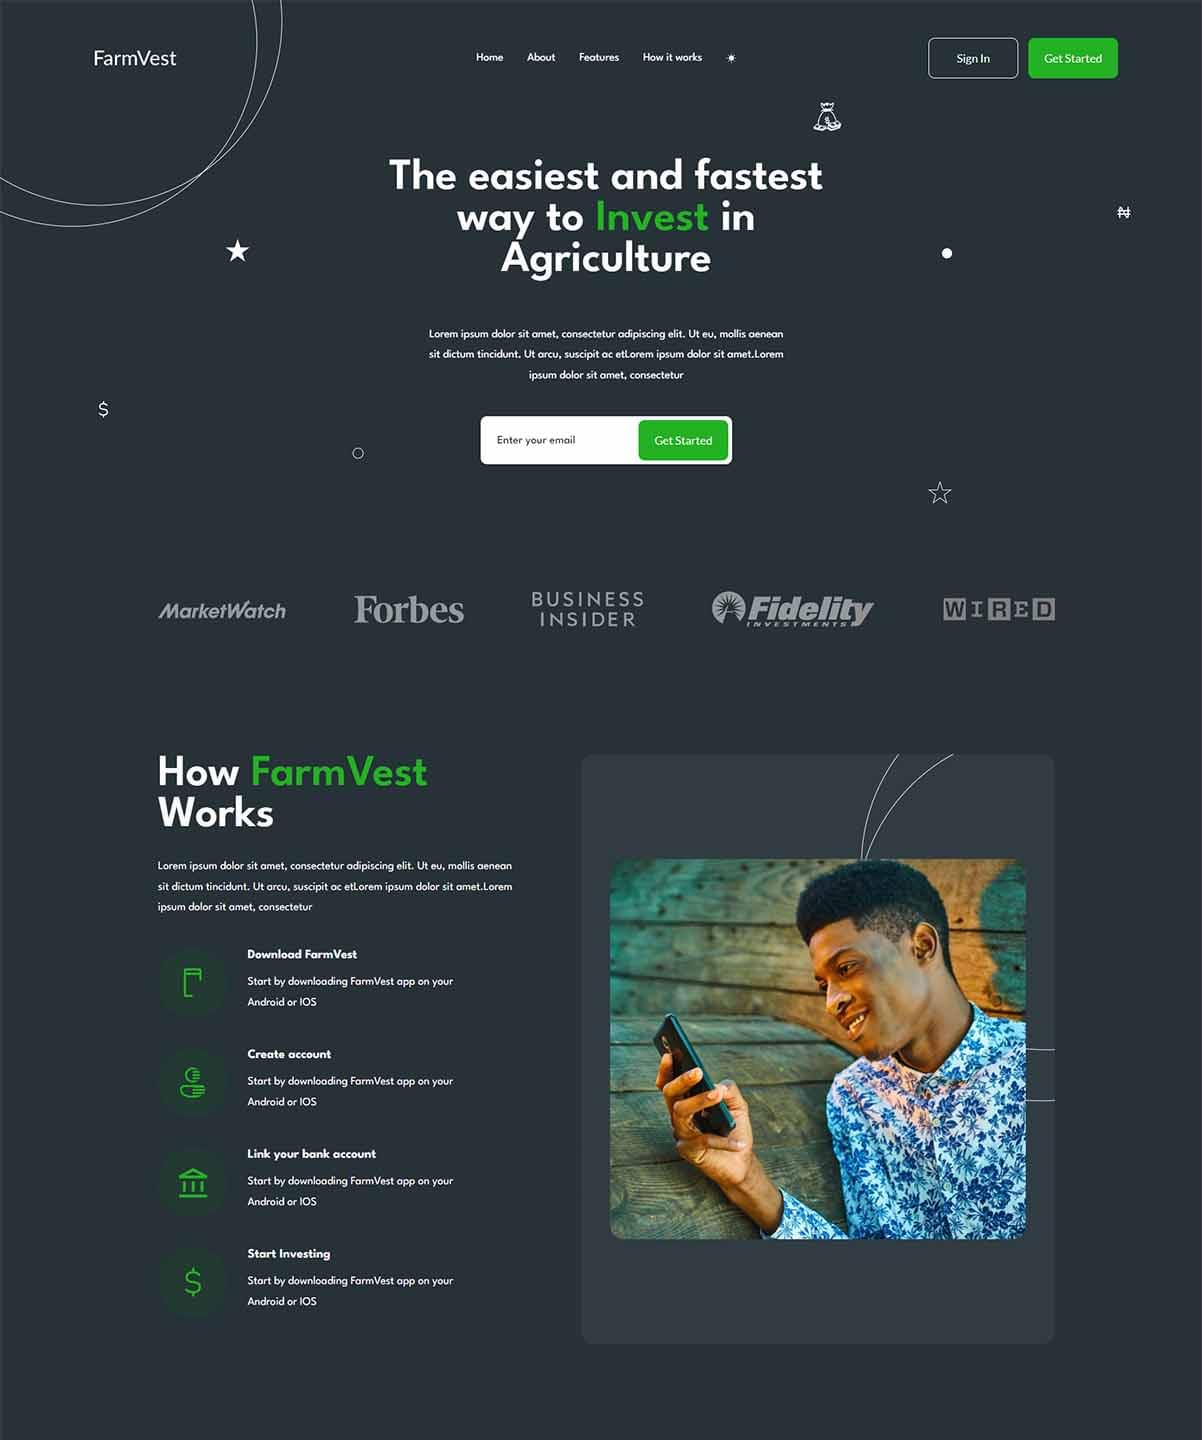 FarmVest
Home About Features How it works
Sign In Get Started
The easiest and fastest
way to Invest in
Agriculture
₦
Lorem ipsum dolor sit amet, consectetur adipiscing elit. Ut eu, mollis aenean
sit dictum tincidunt. Ut arcu, suscipit ac etLorem ipsum dolor sit amet.Lorem
ipsum dolor sit amet, consectetur
$
Enter your email Get Started
MarketWatch
Forbes
BUSINESS
INSIDER
Fidelity
INVESTMENTS
WIRED
How FarmVest
Works
Lorem ipsum dolor sit amet, consectetur adipiscing elit. Ut eu, mollis aenean
sit dictum tincidunt. Ut arcu, suscipit ac etLorem ipsum dolor sit amet.Lorem
ipsum dolor sit amet, consectetur
Download FarmVest
Start by downloading FarmVest app on your
Android or IOS
Create account
Start by downloading FarmVest app on your
Android or IOS
Link your bank account
Start by downloading FarmVest app on your
Android or IOS
$
Start Investing
Start by downloading FarmVest app on your
Android or IOS